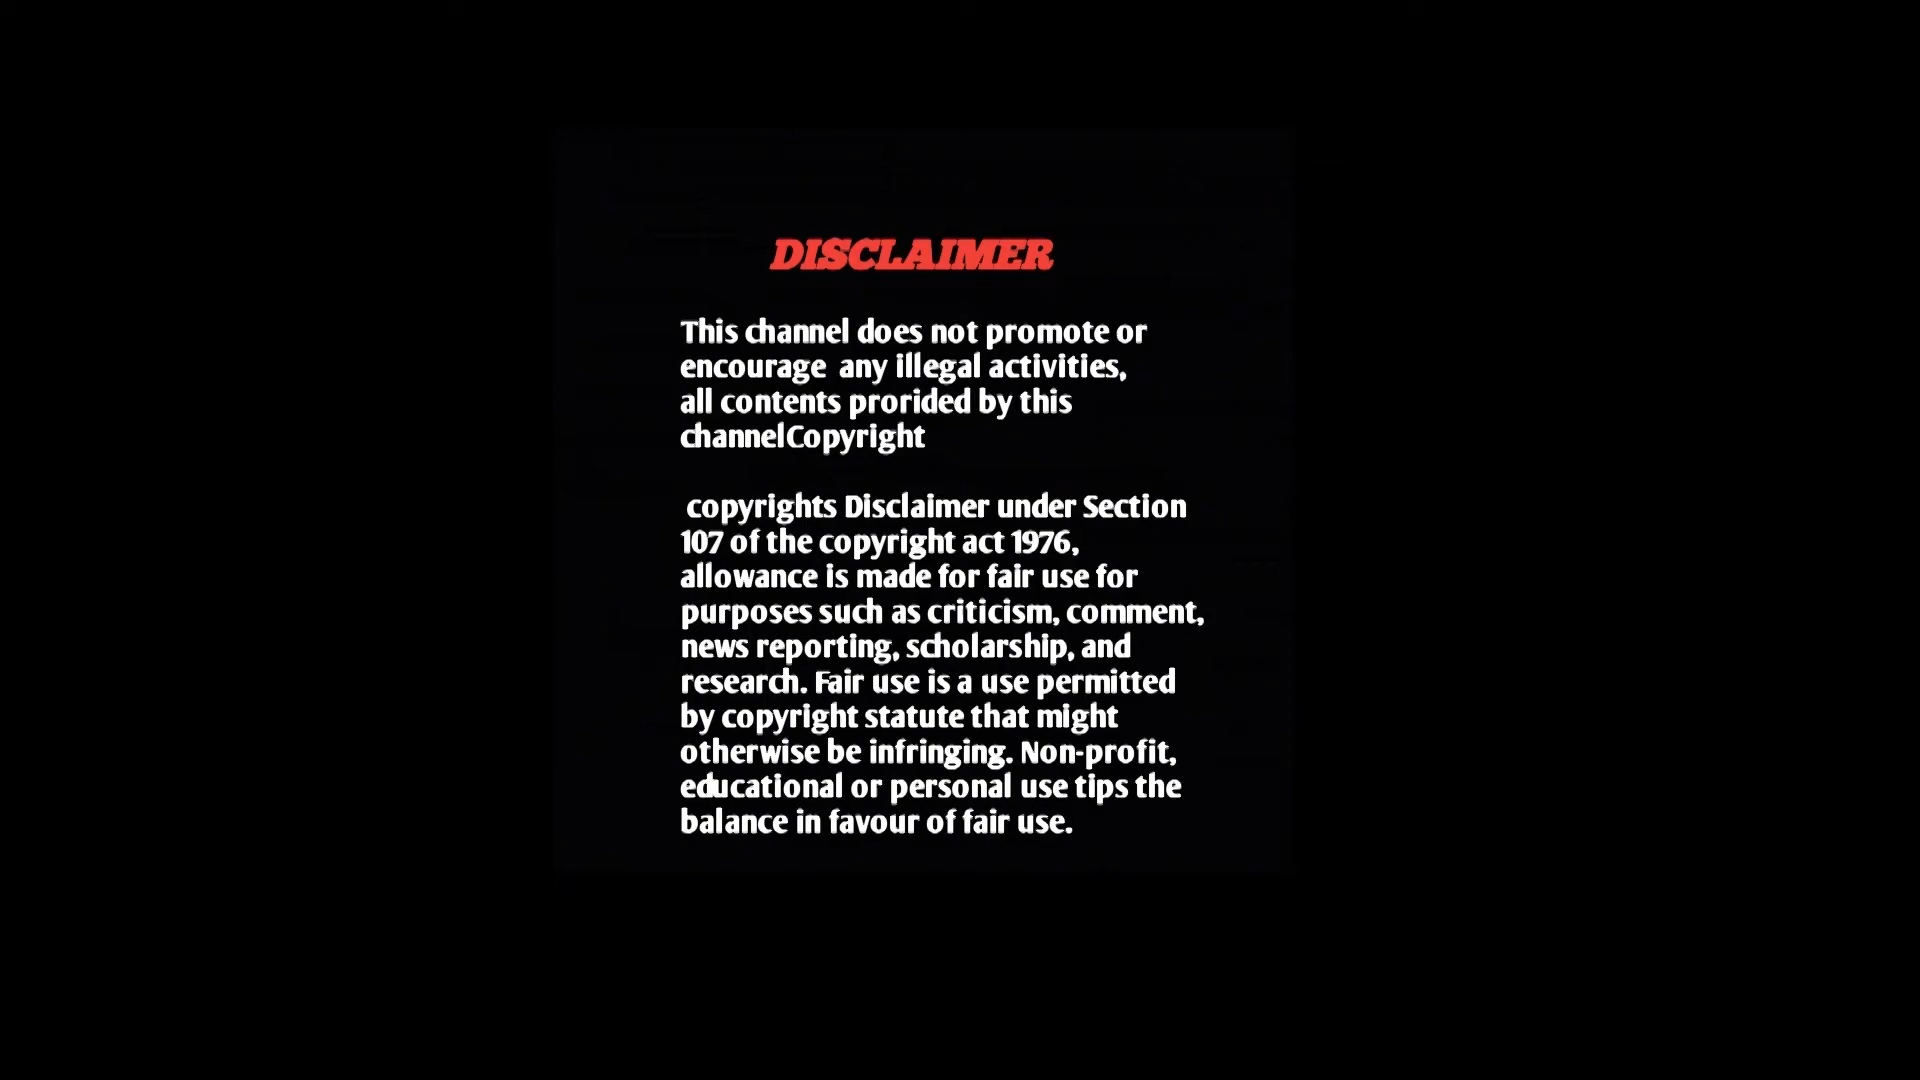 DISCLAIMER
This channel does not promote or
encourage any illegal activities,
all contents prorided by this
channelCopyright
copyrights Disclaimer under Section
107 of the copyright act 1976,
allowance is made for fair use for
purposes such as criticism, comment,
news reporting, scholarship, and
research. Fair use is a use permitted
by copyright statute that might
otherwise be infringing. Non-profit,
educational or personal use tips the
balance in favour of fair use.